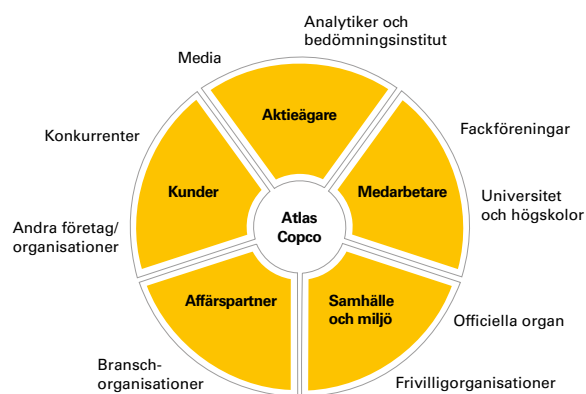 Analytiker och
bedömningsinstitut
Media
Aktieägare
Konkurrenter
Fackföreningar
Kunder
Medarbetare
Universitet
och högskolor
Atlas
Copco
Andra företag/
organisationer
Affärspartner
Samhälle
och miljö
Officiella organ
Bransch-
organisationer
Frivilligorganisationer